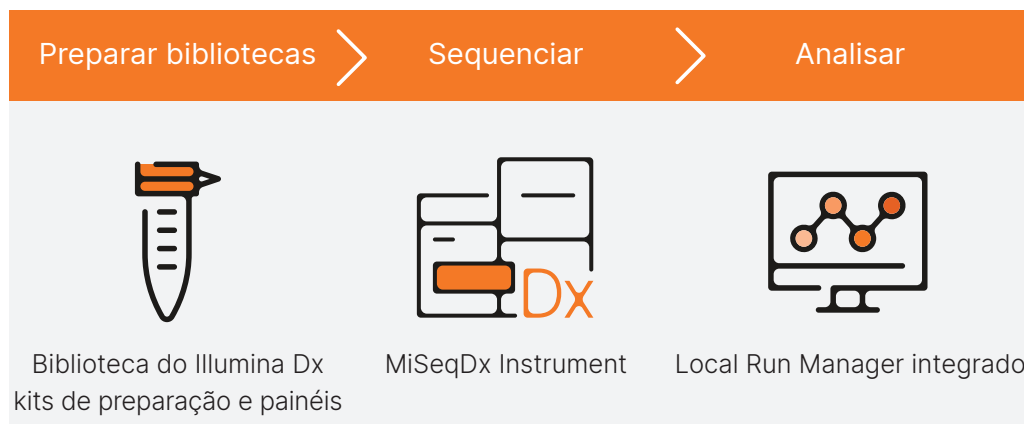 Preparar bibliotecas
Sequenciar
Analisar
Dx
Biblioteca do Illumina Dx
kits de preparação e painéis
MiSeqDx Instrument
Local Run Manager integrado